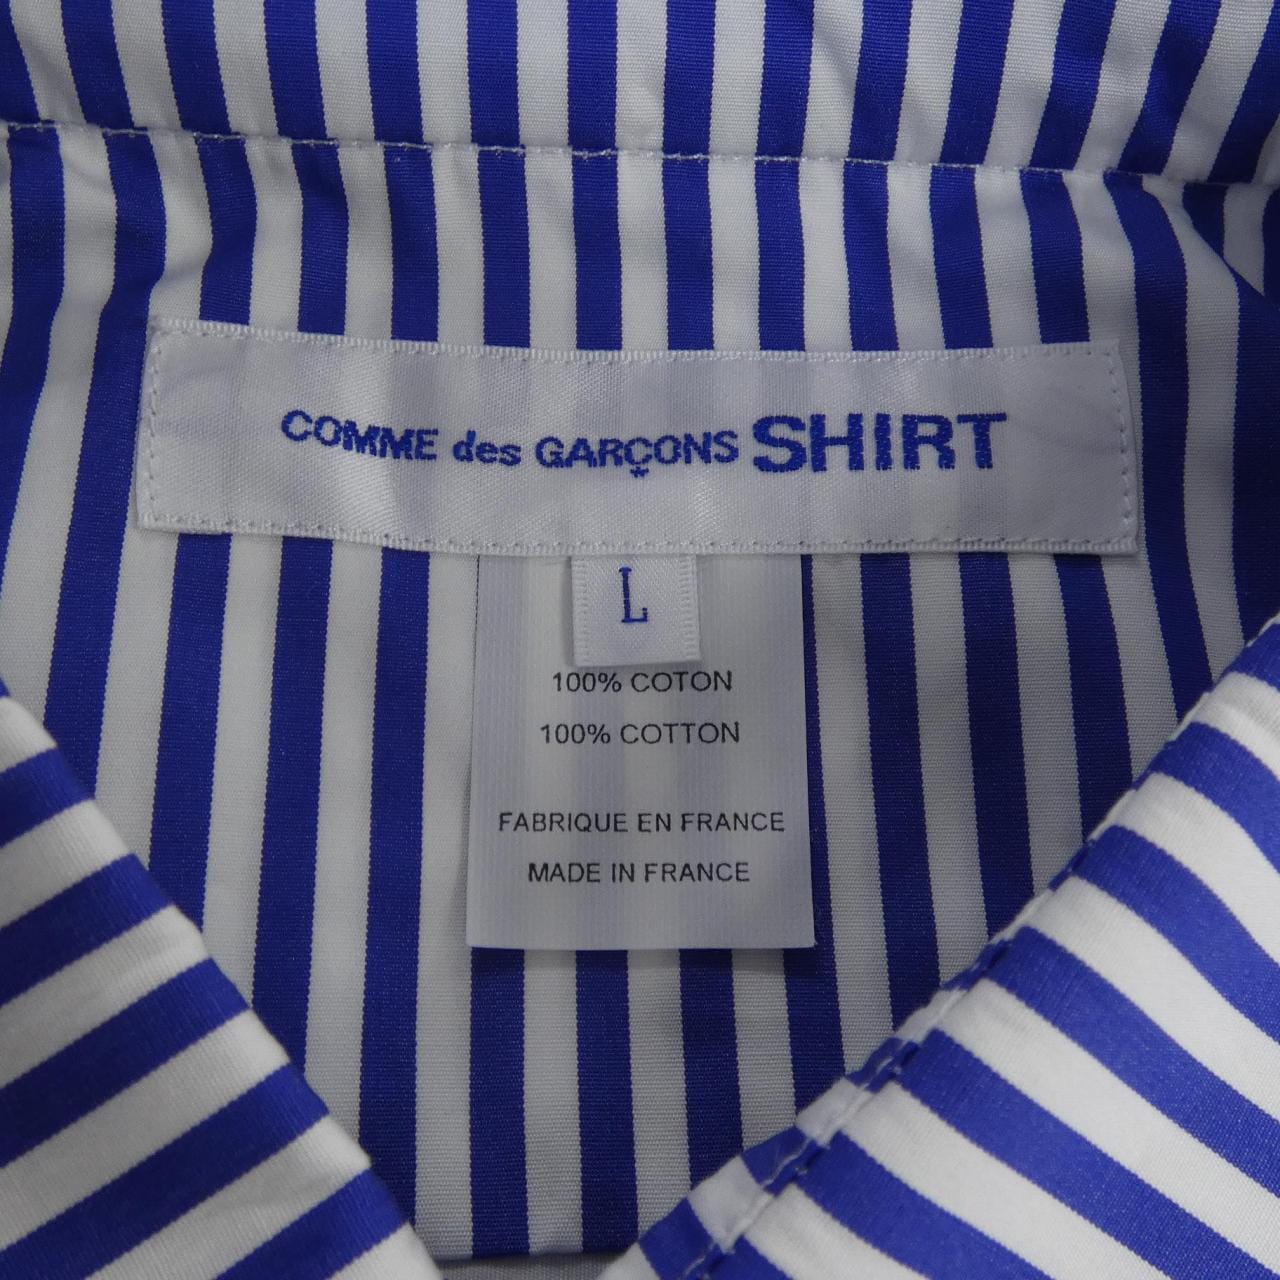 COMME des GARÇONS SHIRT
L
100% COTON
100% COTTON
FABRIQUE EN FRANCE
MADE IN FRANCE